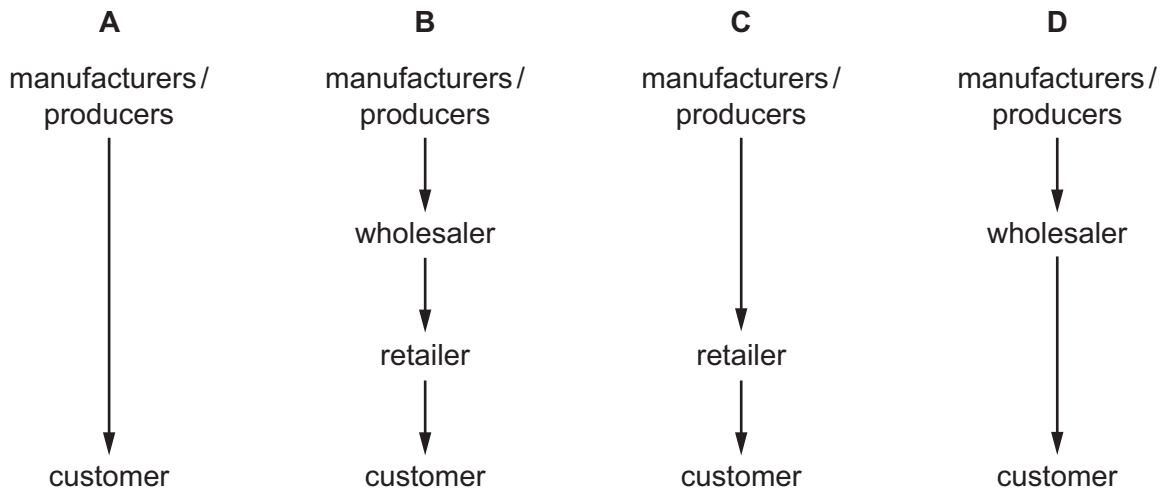 A B C D
manufacturers / manufacturers / manufacturers / manufacturers /
producers producers producers producers
wholesaler wholesaler
retailer retailer
customer customer customer customer